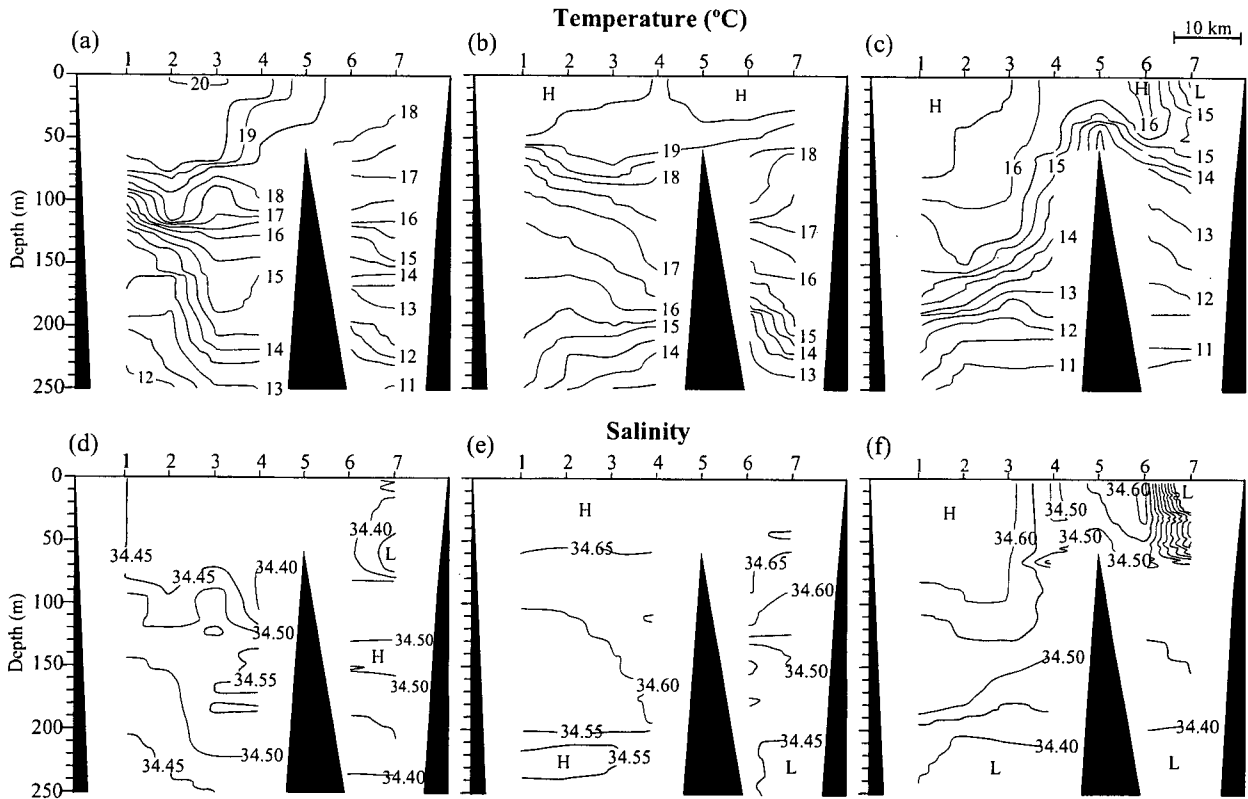 Temperature (ºC)
10 km
(a)
(b)
(c)
1 2 3 4 5 6 7
1 2 3 4 5 6 7
1 2 3 4 5 6 7
Depth (m)
0
50
100
150
200
250
20
19
18
17
16
15
14
13
12
18
17
16
15
14
13
12
11
H
H
19
18
17
16
15
14
18
17
16
15
14
13
H
H
L
16
15
14
13
12
11
16
15
15
14
13
12
11
Salinity
(d)
(e)
(f)
1 2 3 4 5 6 7
1 2 3 4 5 6 7
1 2 3 4 5 6 7
Depth (m)
0
50
100
150
200
250
34.45
34.45
34.40
34.50
34.55
34.50
34.45
34.40
L
34.50
H
34.50
34.40
H
34.65
34.60
34.55
34.55
H
34.65
34.60
34.50
34.45
L
H
34.60
34.50
34.50
34.60
L
34.50
34.50
34.40
L
34.40
L